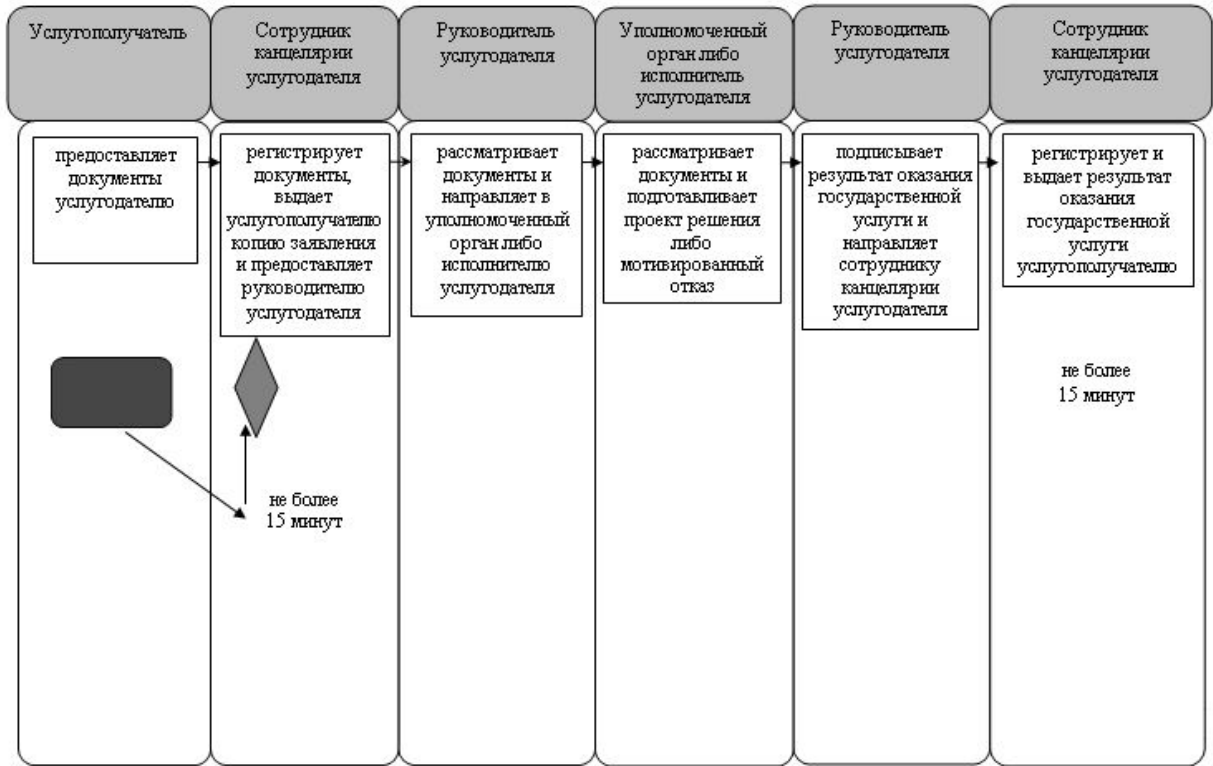 Услугополучатель
Сотрудник
канцелярии
услугодателя
Руководитель
услугодателя
Уполномоченный
орган либо
исполнитель
услугодателя
Руководитель
услугодателя
Сотрудник
канцелярии
услугодателя
предоставляет
документы
услугодателю
регистрирует
документы,
выдает
услугополучателю
копию заявления
и предоставляет
руководителю
услугодателя
рассматривает
документы и
направляет в
уполномоченный
орган либо
исполнителю
услугодателя
рассматривает
документы и
подготавливает
проект решения
либо
мотивированный
отказ
подписывает
результат оказания
государственной
услуги и
направляет
сотруднику
канцелярии
услугодателя
регистрирует и
выдает результат
оказания
государственной
услуги
услугополучателю
не более
15 минут
не более
15 минут